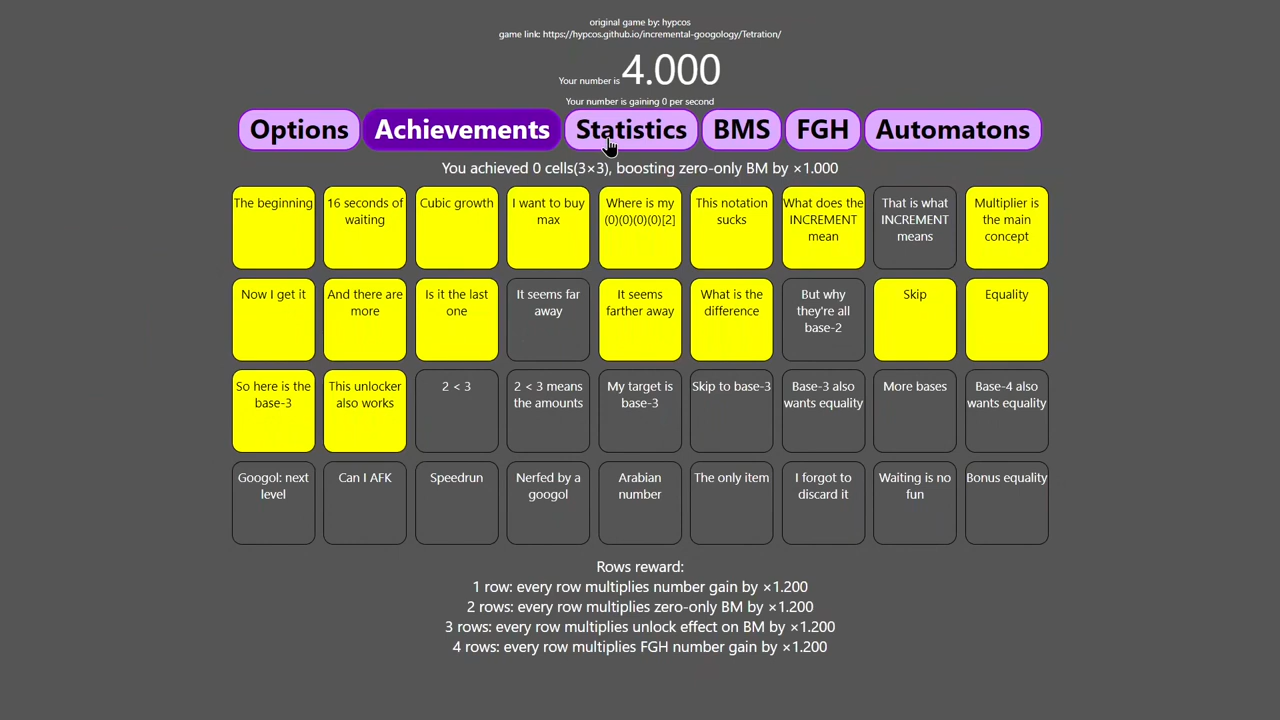 original game by: hypcos
game link: https://hypcos.github.io/incremental-googology/Tetration/
Your number is 4.000
Your number is gaining 0 per second
Options Achievements Statistics BMS FGH Automatons
You achieved 0 cells(3×3), boosting zero-only BM by ×1.000
The beginning
16 seconds of
waiting
Cubic growth
I want to buy
max
Where is my
(0)(0)(0)(0)[2]
This notation
sucks
What does the
INCREMENT
mean
That is what
INCREMENT
means
Multiplier is
the main
concept
Now I get it
And there are
more
Is it the last
one
It seems far
away
It seems
farther away
What is the
difference
But why
they're all
base-2
Skip
Equality
So here is the
base-3
This unlocker
also works
2 < 3
2 < 3 means
the amounts
My target is
base-3
Skip to base-3
Base-3 also
wants equality
More bases
Base-4 also
wants equality
Googol: next
level
Can I AFK
Speedrun
Nerfed by a
googol
Arabian
number
The only item
I forgot to
discard it
Waiting is no
fun
Bonus equality
Rows reward:
1 row: every row multiplies number gain by ×1.200
2 rows: every row multiplies zero-only BM by ×1.200
3 rows: every row multiplies unlock effect on BM by ×1.200
4 rows: every row multiplies FGH number gain by ×1.200